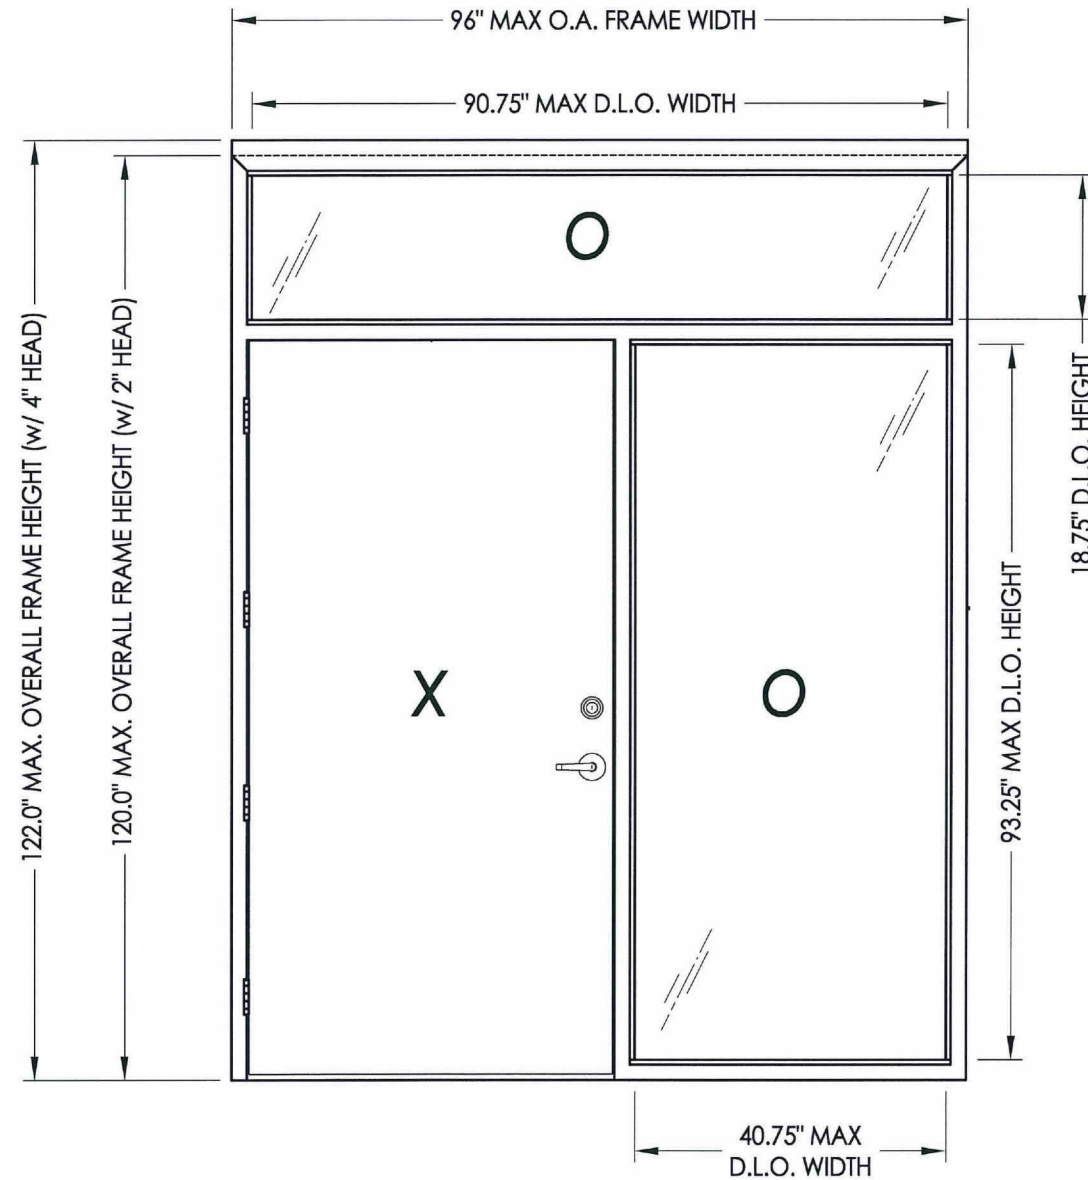 96" MAX O.A. FRAME WIDTH
90.75" MAX D.L.O. WIDTH
122.0" MAX. OVERALL FRAME HEIGHT (w/ 4" HEAD)
120.0" MAX. OVERALL FRAME HEIGHT (w/ 2" HEAD)
O
18.75" D.L.O. HEIGHT
X
O
93.25" MAX D.L.O. HEIGHT
40.75" MAX
D.L.O. WIDTH